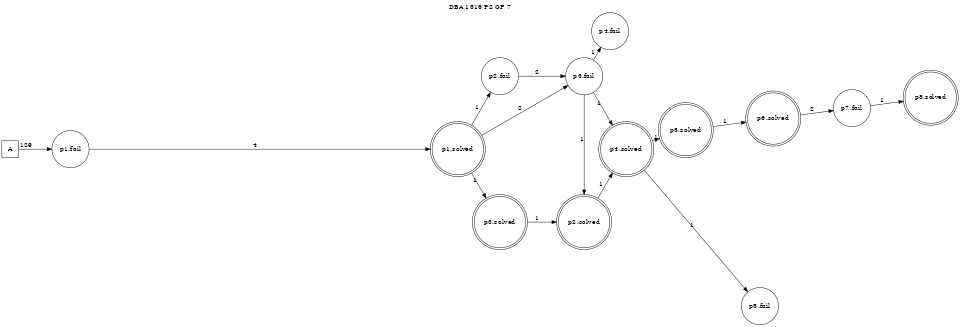 DBA 1516 P2 GP 7
p4.fail
1
p2.fail
2
p3.fail
1
2
1
A
129
p1.fail
4
p1.solved
1
p4.solved
1
p5.solved
1
p6.solved
2
p7.fail
1
p8.solved
1
p3.solved
1
p2.solved
1
1
p5.fail